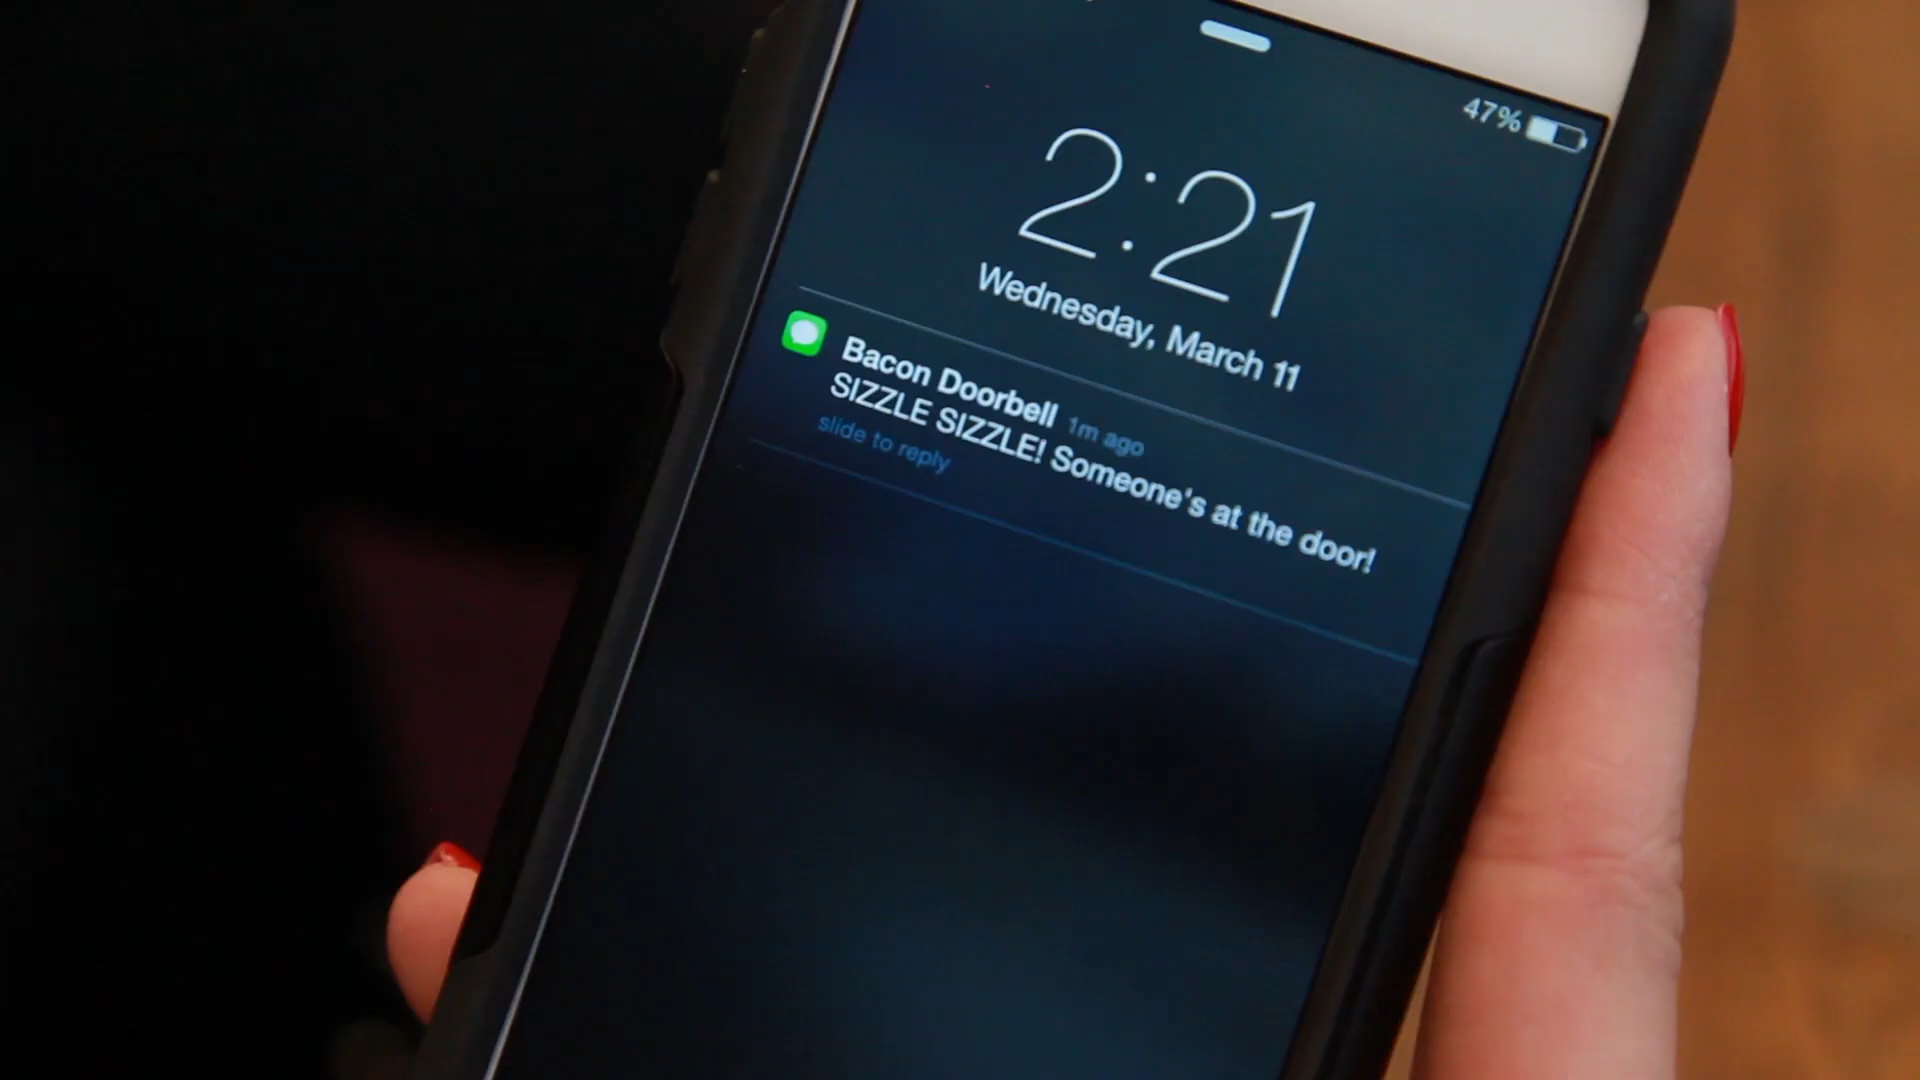 47%
2:21
Wednesday, March 11
Bacon Doorbell 1m ago
SIZZLE SIZZLE! Someone's at the door!
slide to reply